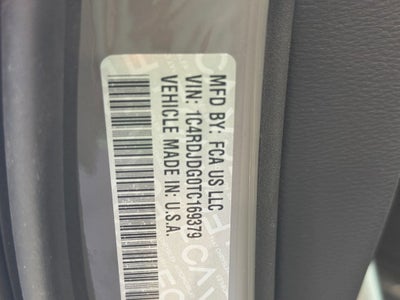 MFD BY: FCA US LLC
VIN: 1C4RDJDG0TC169379
VEHICLE MADE IN: U.S.A.